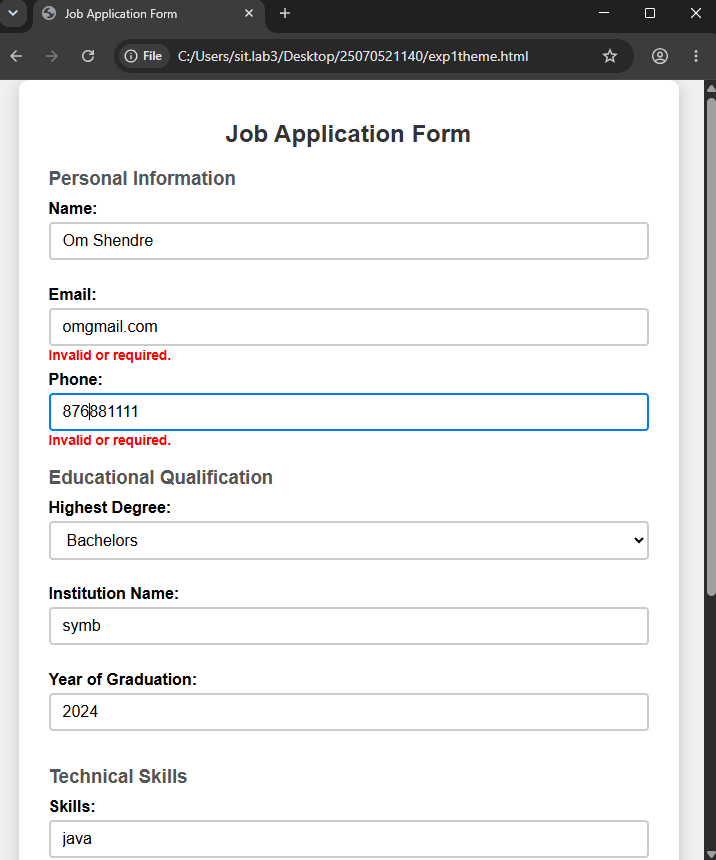 Job Application Form
File C:/Users/sit.lab3/Desktop/25070521140/exp1theme.html
Job Application Form
Personal Information
Name:
Om Shendre
Email:
omgmail.com
Invalid or required.
Phone:
876881111
Invalid or required.
Educational Qualification
Highest Degree:
Bachelors
Institution Name:
symb
Year of Graduation:
2024
Technical Skills
Skills:
java